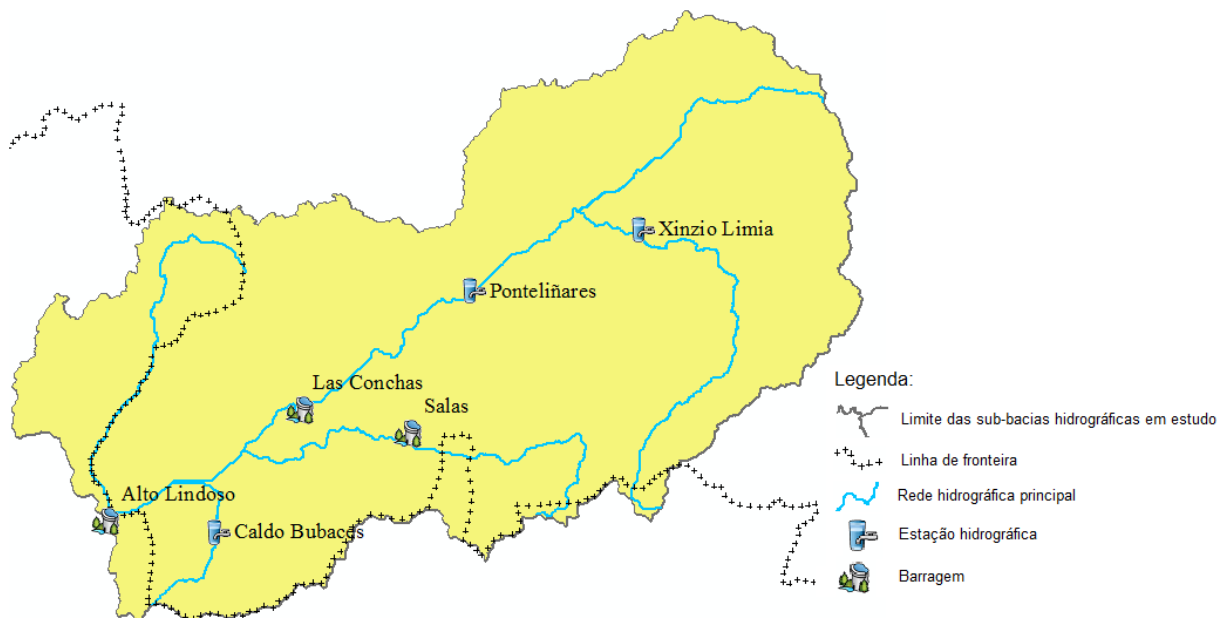 Xinzio Limia
Ponteliñares
Las Conchas
Salas
Alto Lindoso
Caldo Bubaces
Legenda:
Limite das sub-bacias hidrográficas em estudo
Linha de fronteira
Rede hidrográfica principal
Estação hidrográfica
Barragem